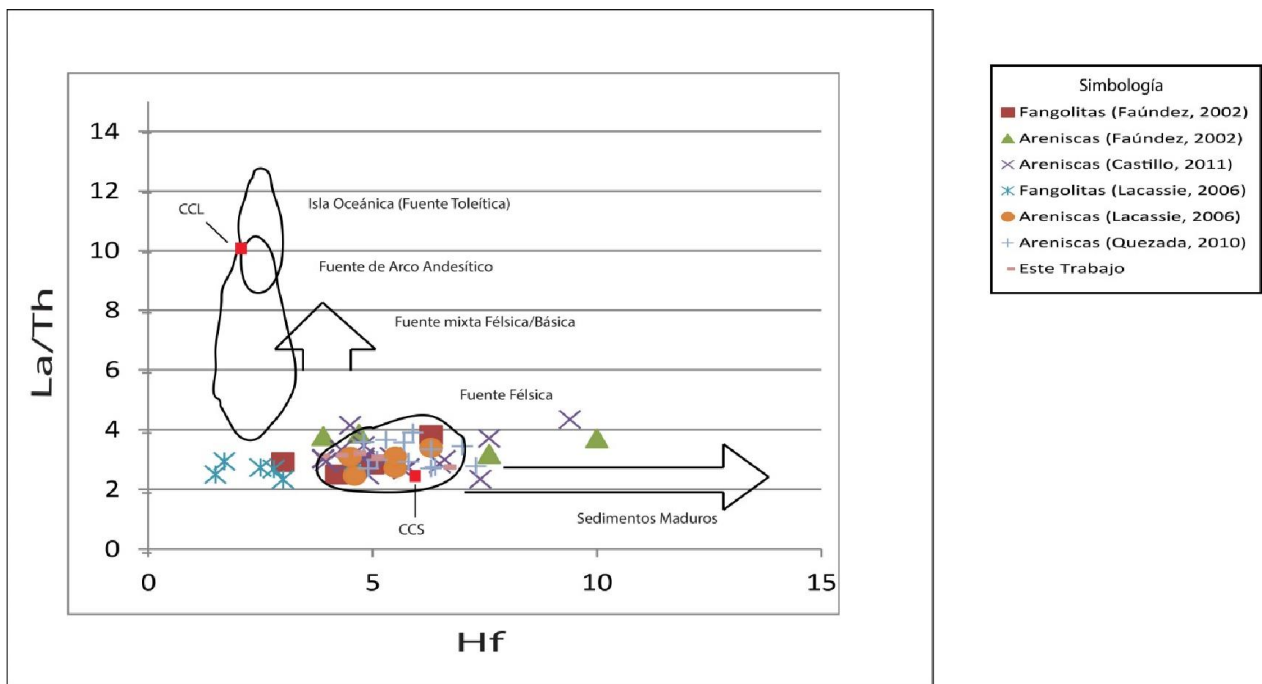 14
12
10
8
6
4
2
0
La/Th
0
5
10
15
Hf
CCL
Isla Oceánica (Fuente Toleítica)
Fuente de Arco Andesítico
Fuente mixta Félsica/Básica
Fuente Félsica
Sedimentos Maduros
CCS
Simbología
Fangolitas (Faúndez, 2002)
Areniscas (Faúndez, 2002)
Areniscas (Castillo, 2011)
Fangolitas (Lacassie, 2006)
Areniscas (Lacassie, 2006)
Areniscas (Quezada, 2010)
Este Trabajo